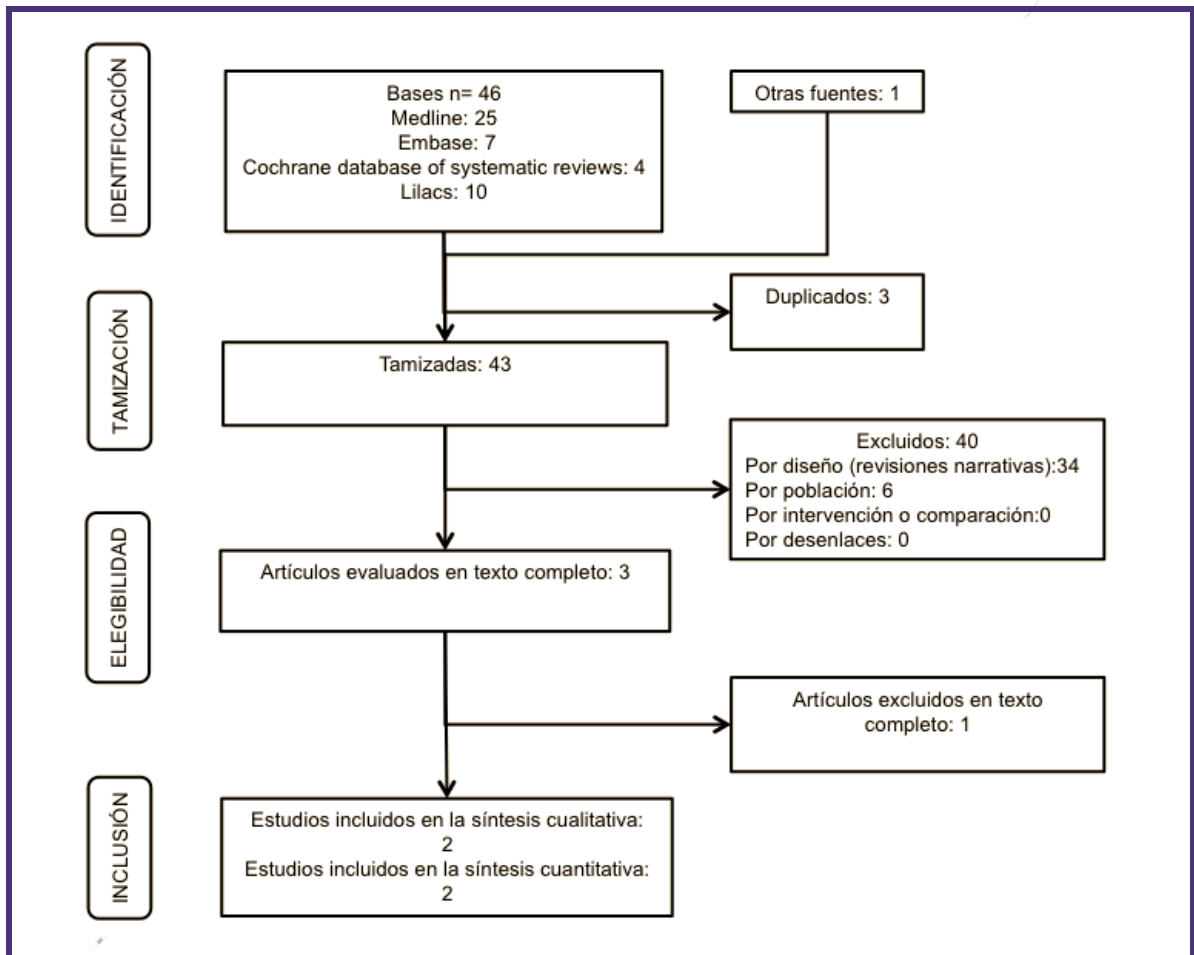 IDENTIFICACIÓN
Bases n= 46
Medline: 25
Embase: 7
Cochrane database of systematic reviews: 4
Lilacs: 10
Otras fuentes: 1
Duplicados: 3
TAMIZACIÓN
Tamizadas: 43
Excluidos: 40
Por diseño (revisiones narrativas):34
Por población: 6
Por intervención o comparación:0
Por desenlaces: 0
ELEGIBILIDAD
Artículos evaluados en texto completo: 3
Artículos excluidos en texto
completo: 1
INCLUSIÓN
Estudios incluidos en la síntesis cualitativa:
2
Estudios incluidos en la síntesis cuantitativa:
2